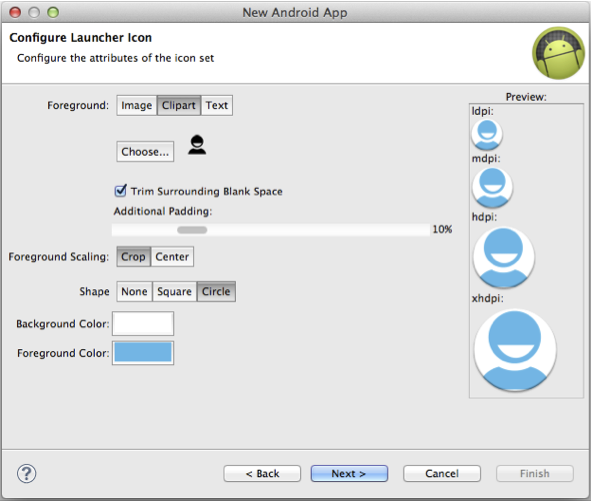 New Android App
Configure Launcher Icon
Configure the attributes of the icon set
Foreground: Image Clipart Text
Choose...
Trim Surrounding Blank Space
Additional Padding:
10%
Foreground Scaling: Crop Center
Shape None Square Circle
Background Color:
Foreground Color:
Preview:
ldpi:
mdpi:
hdpi:
xhdpi:
?
< Back Next > Cancel Finish